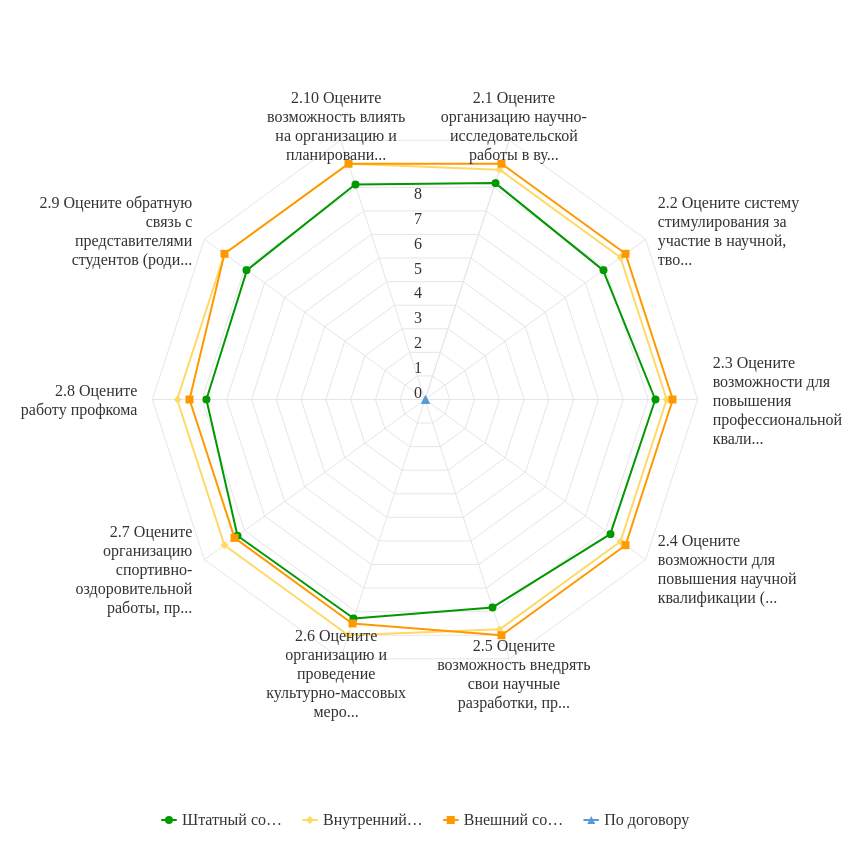 2.10 Оцените
возможность влиять
на организацию и
планировани...
2.1 Оцените
организацию научно-
исследовательской
работы в ву...
2.2 Оцените систему
стимулирования за
участие в научной,
тво...
2.3 Оцените
возможности для
повышения
профессиональной
квали...
2.4 Оцените
возможности для
повышения научной
квалификации (...
2.5 Оцените
возможность внедрять
свои научные
разработки, пр...
2.6 Оцените
организацию и
проведение
культурно-массовых
меро...
2.7 Оцените
организацию
спортивно-
оздоровительной
работы, пр...
2.8 Оцените
работу профкома
2.9 Оцените обратную
связь с
представителями
студентов (роди...
8
7
6
5
4
3
2
1
0
Штатный со...
Внутренний...
Внешний со...
По договору